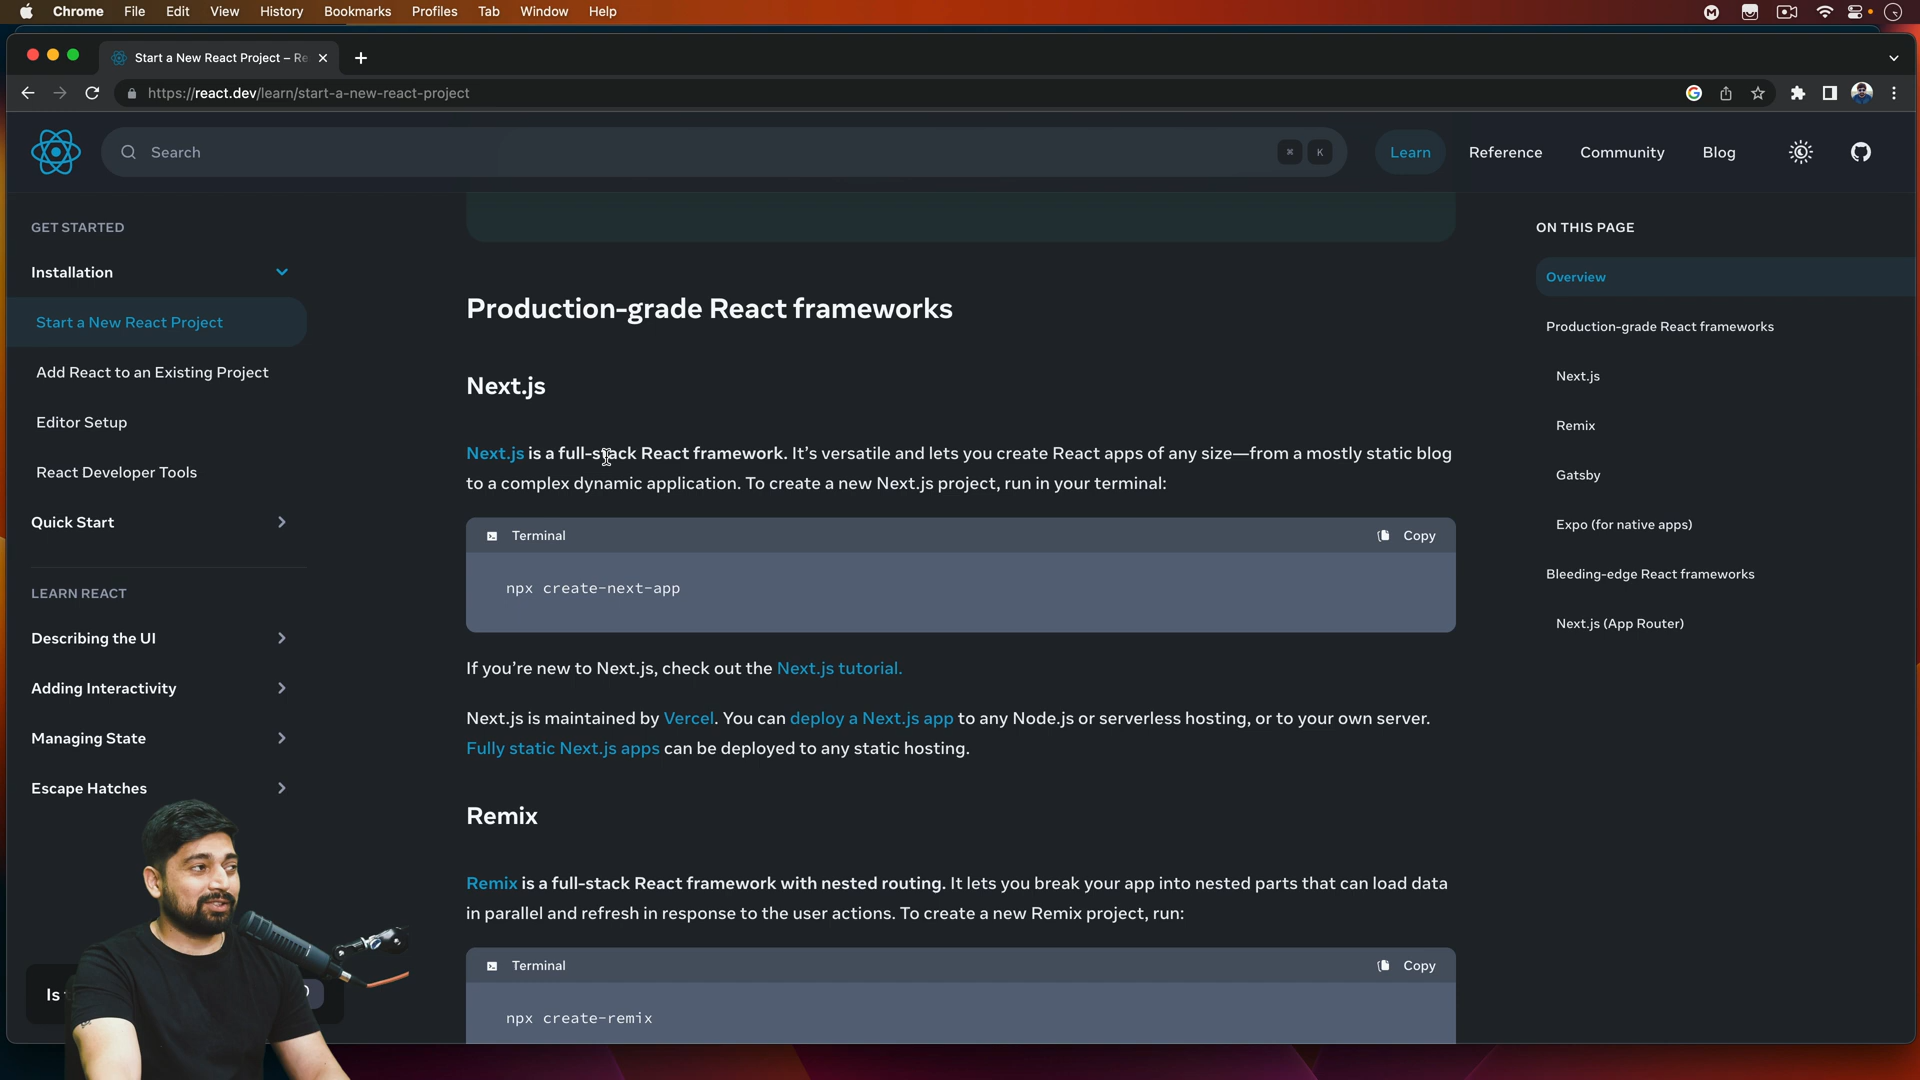 Chrome File Edit View History Bookmarks Profiles Tab Window Help
Start a New React Project – Re
https://react.dev/learn/start-a-new-react-project
Search
⌘ K
Learn Reference Community Blog
GET STARTED
Installation
Start a New React Project
Add React to an Existing Project
Editor Setup
React Developer Tools
Quick Start
LEARN REACT
Describing the UI
Adding Interactivity
Managing State
Escape Hatches
Is
Production-grade React frameworks
Next.js
Next.js is a full-stack React framework. It’s versatile and lets you create React apps of any size—from a mostly static blog
to a complex dynamic application. To create a new Next.js project, run in your terminal:
Terminal Copy
npx create-next-app
If you’re new to Next.js, check out the Next.js tutorial.
Next.js is maintained by Vercel. You can deploy a Next.js app to any Node.js or serverless hosting, or to your own server.
Fully static Next.js apps can be deployed to any static hosting.
Remix
Remix is a full-stack React framework with nested routing. It lets you break your app into nested parts that can load data
in parallel and refresh in response to the user actions. To create a new Remix project, run:
Terminal Copy
npx create-remix
ON THIS PAGE
Overview
Production-grade React frameworks
Next.js
Remix
Gatsby
Expo (for native apps)
Bleeding-edge React frameworks
Next.js (App Router)